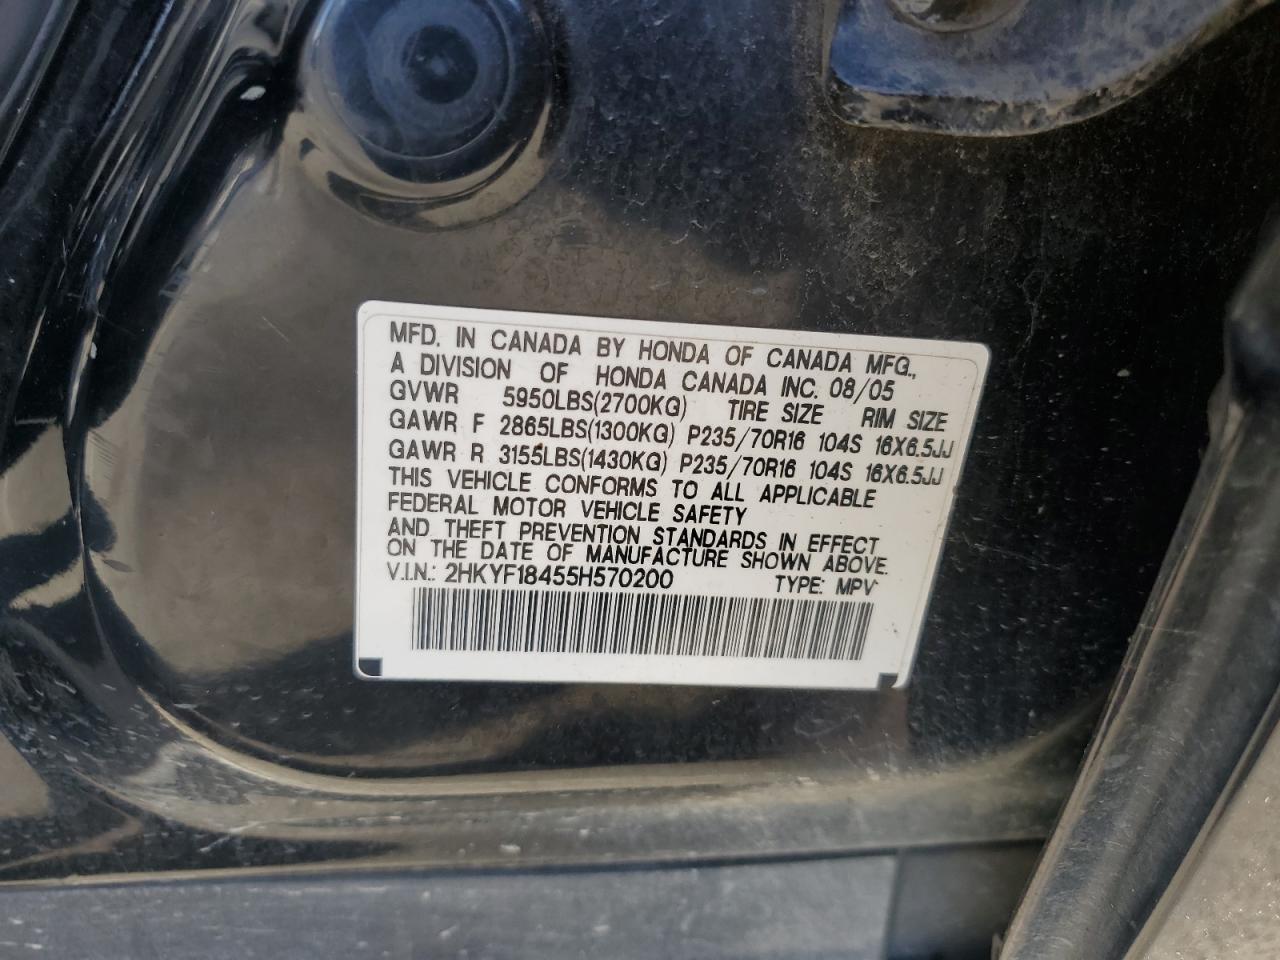 MFD. IN CANADA BY HONDA OF CANADA MFG.,
A DIVISION OF HONDA CANADA INC. 08/05
GVWR 5950LBS(2700KG) TIRE SIZE RIM SIZE
GAWR F 2865LBS(1300KG) P235/70R16 104S 16X6.5JJ
GAWR R 3155LBS(1430KG) P235/70R16 104S 16X6.5JJ
THIS VEHICLE CONFORMS TO ALL APPLICABLE
FEDERAL MOTOR VEHICLE SAFETY
AND THEFT PREVENTION STANDARDS IN EFFECT
ON THE DATE OF MANUFACTURE SHOWN ABOVE.
V.I.N.: 2HKYF18455H570200 TYPE: MPV